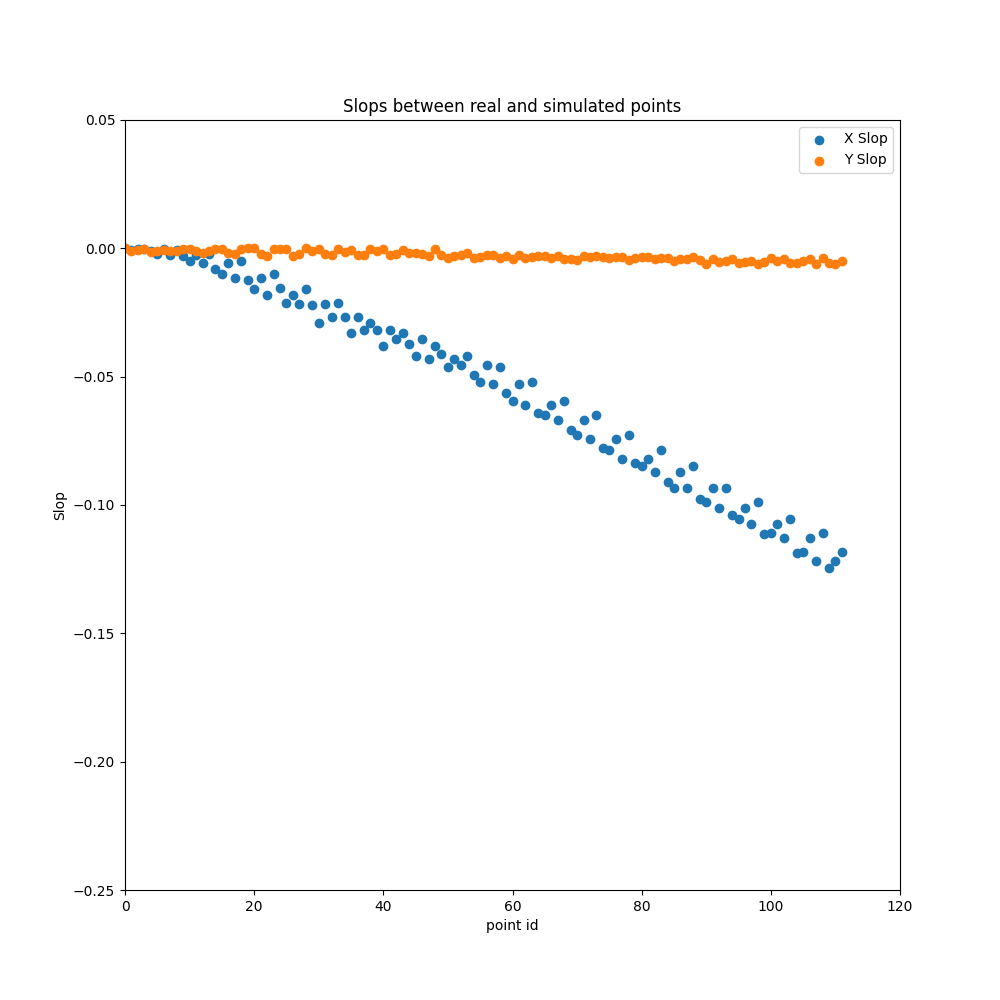 Slops between real and simulated points
X Slop
Y Slop
0.05
0.00
−0.05
−0.10
−0.15
−0.20
−0.25
Slop
0 20 40 60 80 100 120
point id